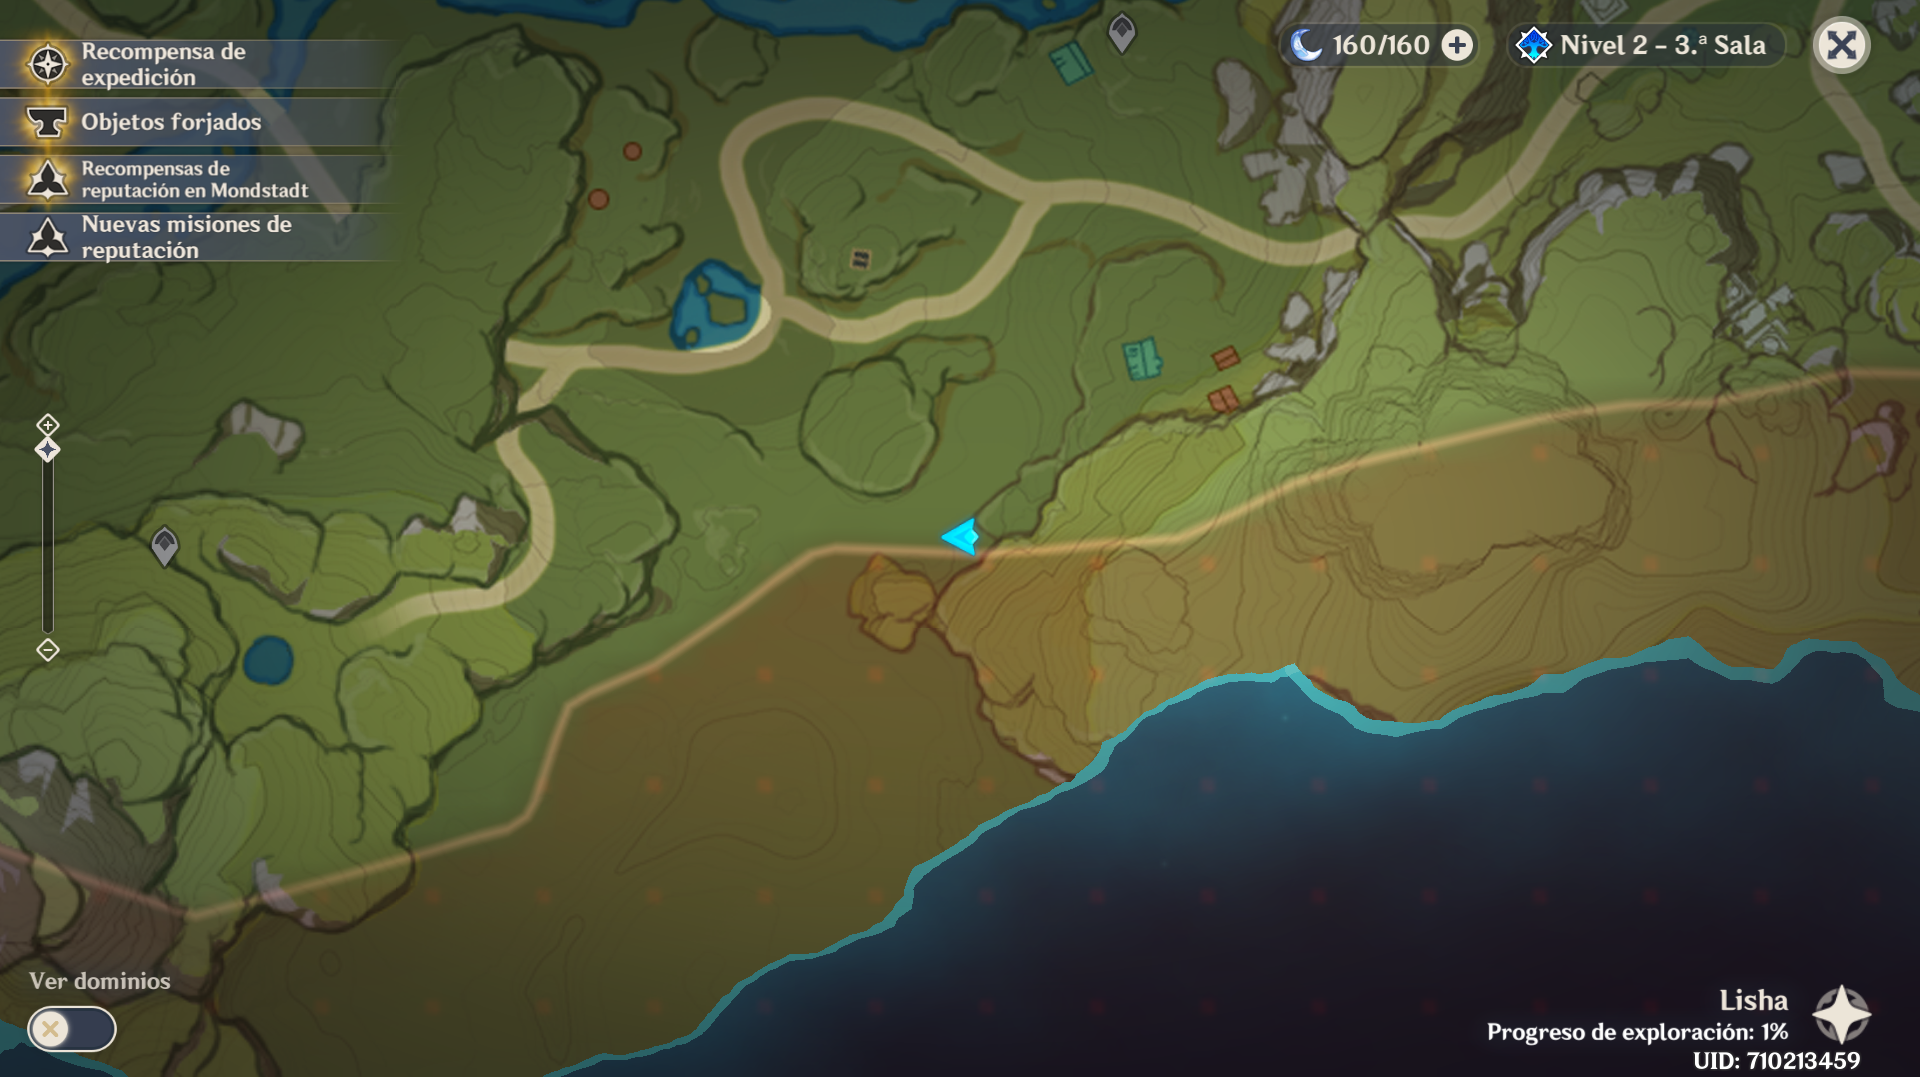 Recompensa de
expedición
Objetos forjados
Recompensas de
reputación en Mondstadt
Nuevas misiones de
reputación
160/160
Nivel 2 - 3.ª Sala
Ver dominios
Lisha
Progreso de exploración: 1%
UID: 710213459